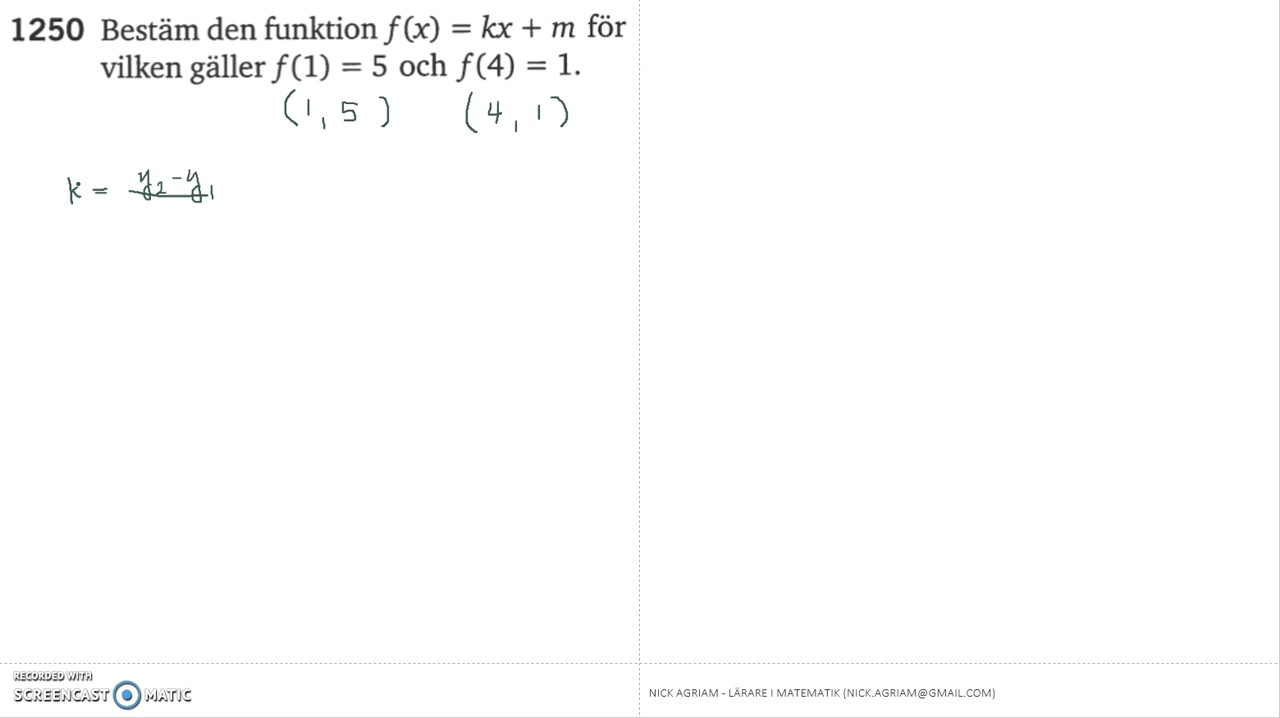 1250 Bestäm den funktion f(x) = kx + m för
vilken gäller f(1) = 5 och f(4) = 1.
(1, 5) (4, 1)
k = y₂ - y₁
RECORDED WITH
SCREENCAST MATIC
NICK AGRIAM - LÄRARE I MATEMATIK (NICK.AGRIAM@GMAIL.COM)